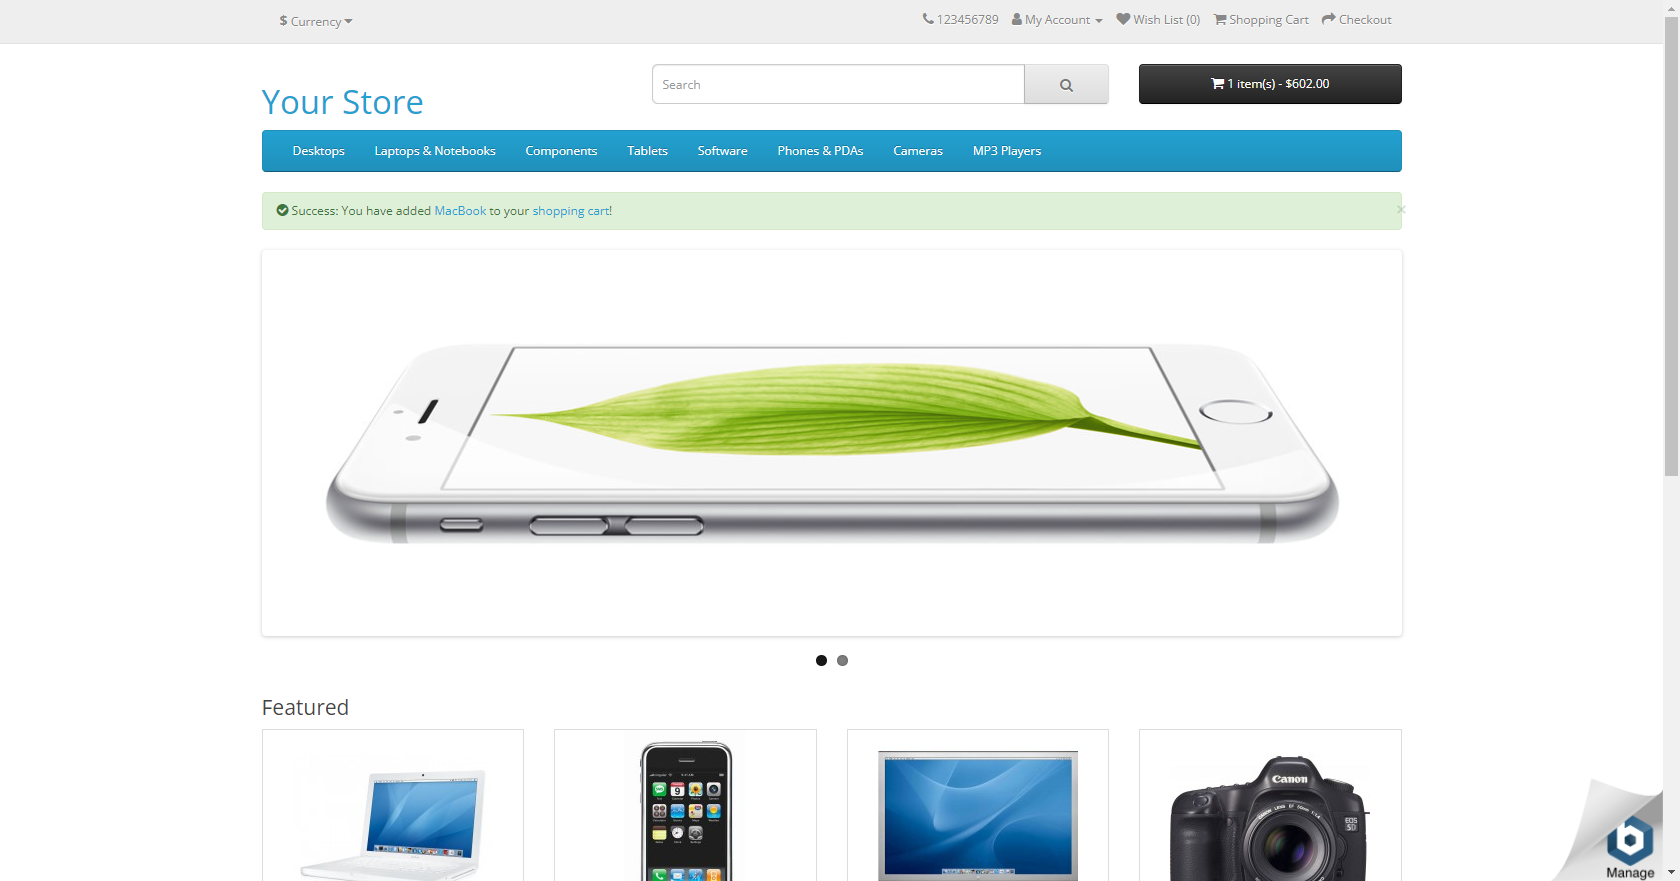 $ Currency
123456789 My Account Wish List (0) Shopping Cart Checkout
Your Store
Search
1 item(s) - $602.00
Desktops Laptops & Notebooks Components Tablets Software Phones & PDAs Cameras MP3 Players
Success: You have added MacBook to your shopping cart!
×
Featured
Canon
EOS
5D
Manage